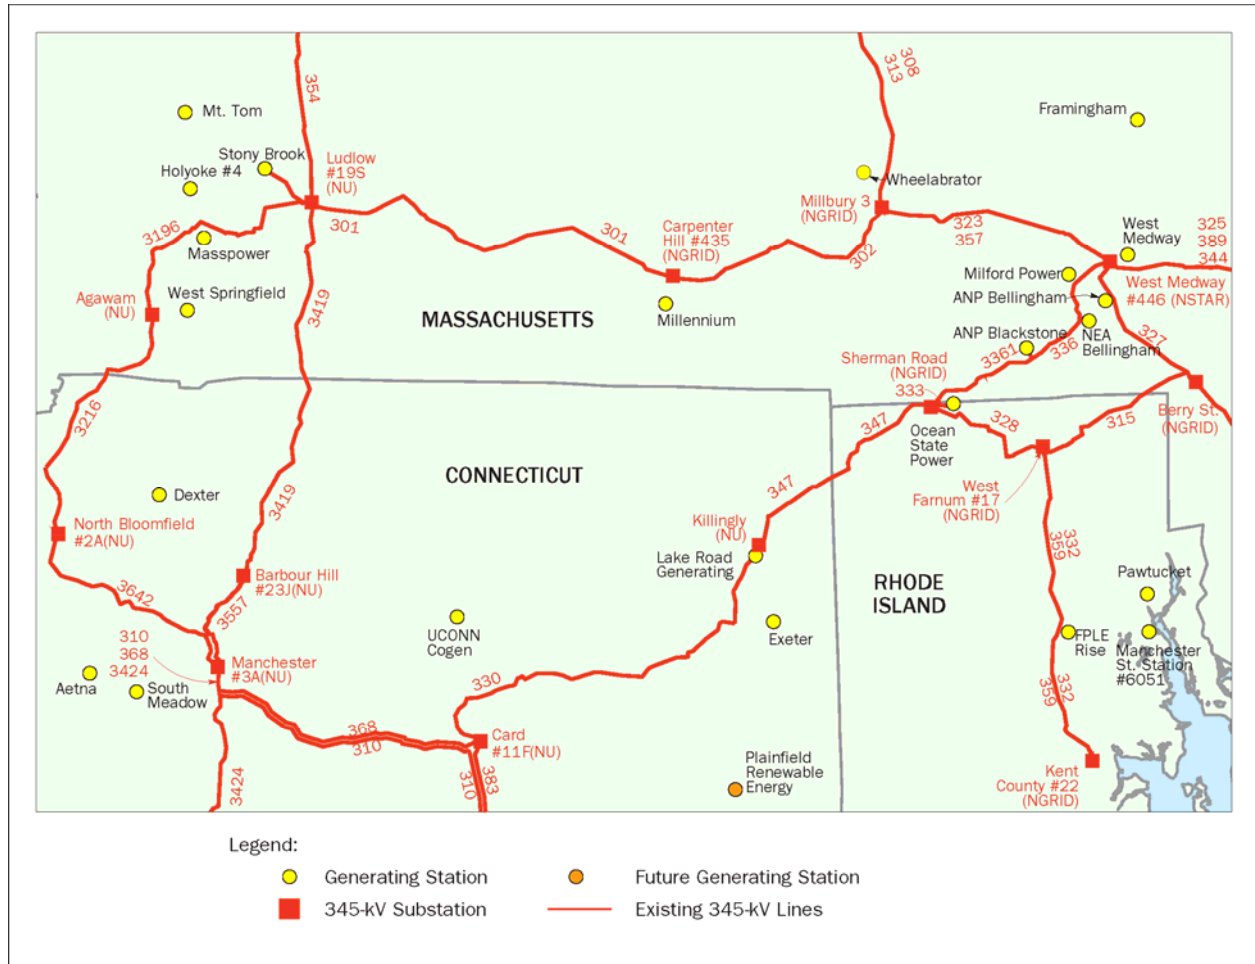 354
308
313
Mt. Tom
Framingham
Stony Brook
Holyoke #4
Ludlow
#19S
(NU)
Wheelabrator
Millbury 3
(NGRID)
301
301
323
357
West
Medway
325
389
344
3196
Masspower
Carpenter
Hill #435
(NGRID)
302
Milford Power
West Medway
#446 (NSTAR)
ANP Bellingham
Agawam
(NU)
West Springfield
3419
MASSACHUSETTS
Millennium
ANP Blackstone
NEA
Bellingham
327
3361
336
Sherman Road
(NGRID)
333
3216
347
Ocean
State
Power
328
315
Berry St.
(NGRID)
CONNECTICUT
Dexter
3419
347
West
Farnum #17
(NGRID)
North Bloomfield
#2A(NU)
Killingly
(NU)
332
359
Lake Road
Generating
3642
Barbour Hill
#23J(NU)
3557
RHODE
ISLAND
Pawtucket
UCONN
Cogen
Exeter
310
368
3424
Manchester
#3A(NU)
FPLE
Rise
Manchester
St. Station
#6051
Aetna
South
Meadow
330
332
359
368
310
Card
#11F(NU)
3424
310
383
Plainfield
Renewable
Energy
Kent
County #22
(NGRID)
Legend:
Generating Station
Future Generating Station
345-kV Substation
Existing 345-kV Lines